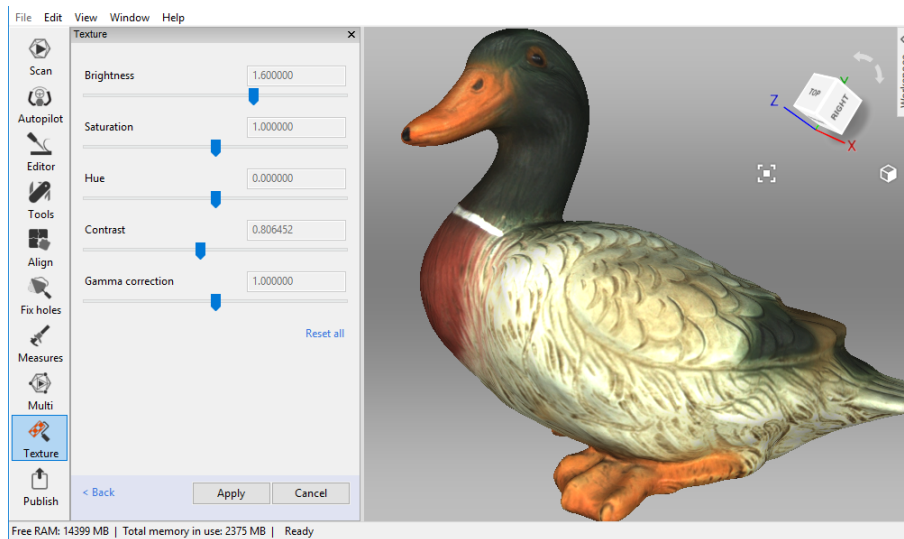 File Edit View Window Help
Texture
Scan
Autopilot
Editor
Tools
Align
Fix holes
Measures
Multi
Texture
Publish
Brightness 1.600000
Saturation 1.000000
Hue 0.000000
Contrast 0.806452
Gamma correction 1.000000
Reset all
< Back Apply Cancel
TOP
RIGHT
Z
Y
X
Free RAM: 14399 MB | Total memory in use: 2375 MB | Ready